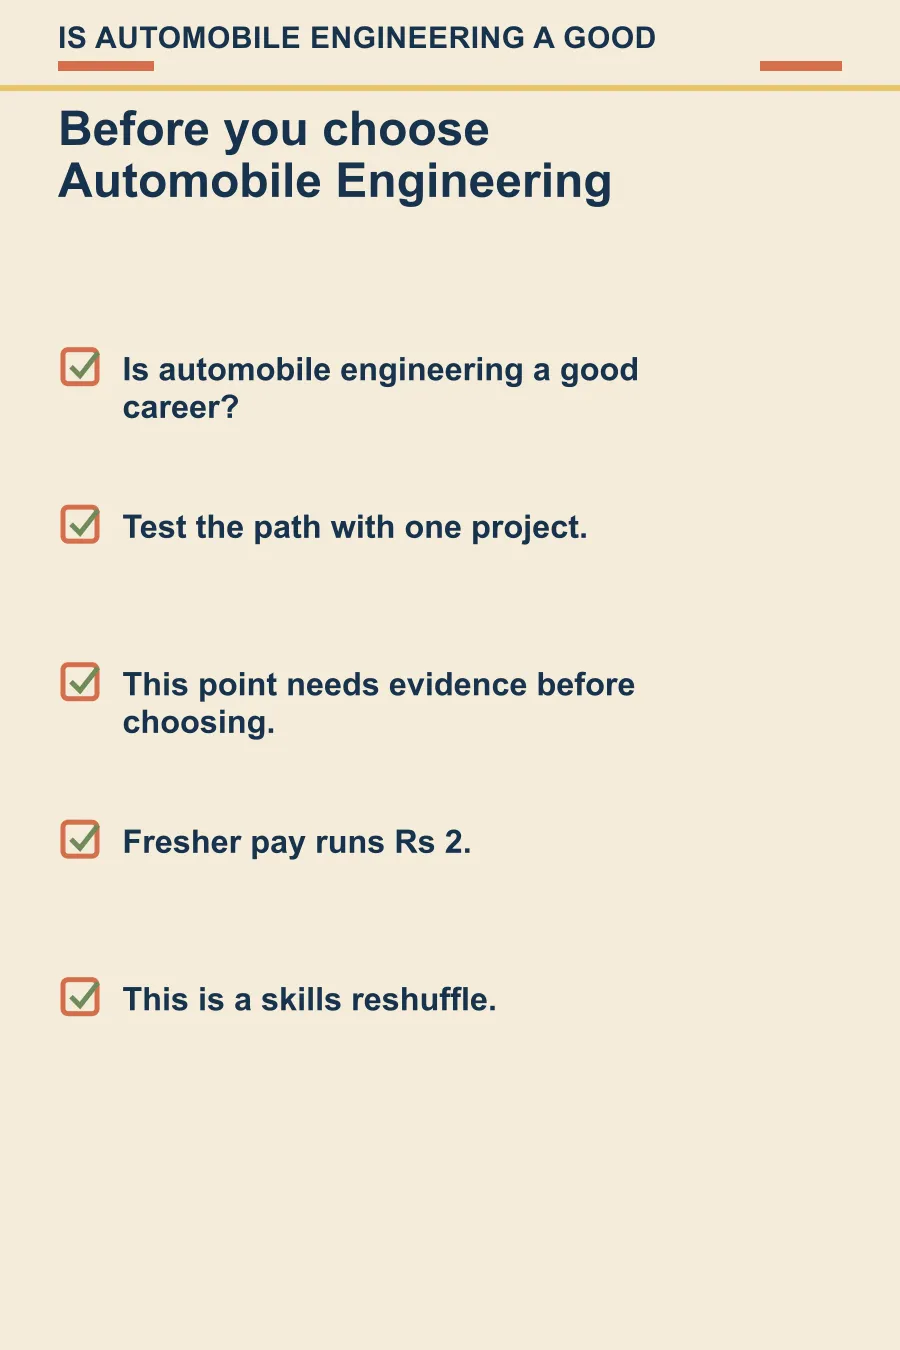 IS AUTOMOBILE ENGINEERING A GOOD
Before you choose
Automobile Engineering
Is automobile engineering a good
career?
Test the path with one project.
This point needs evidence before
choosing.
Fresher pay runs Rs 2.
This is a skills reshuffle.